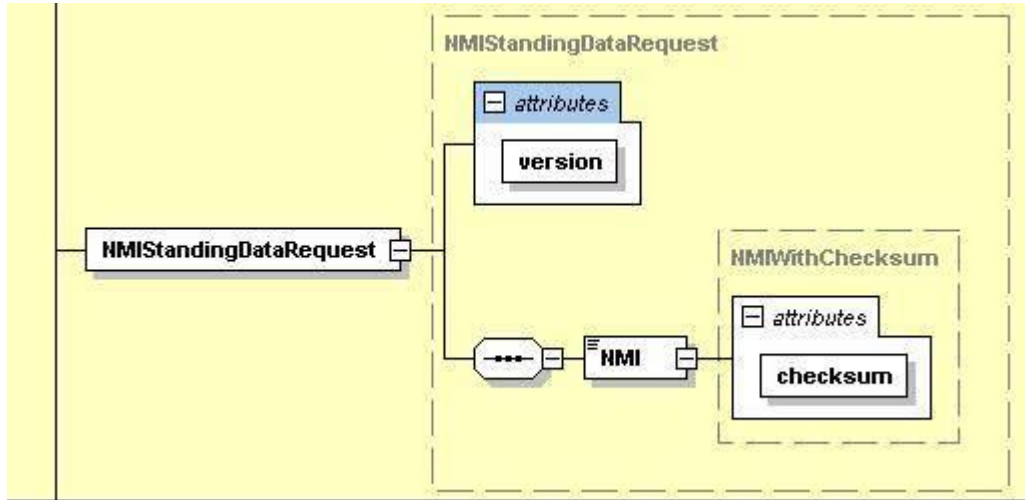 NMIStandingDataRequest
attributes
version
NMIStandingDataRequest
NMIWithChecksum
attributes
NMI
checksum